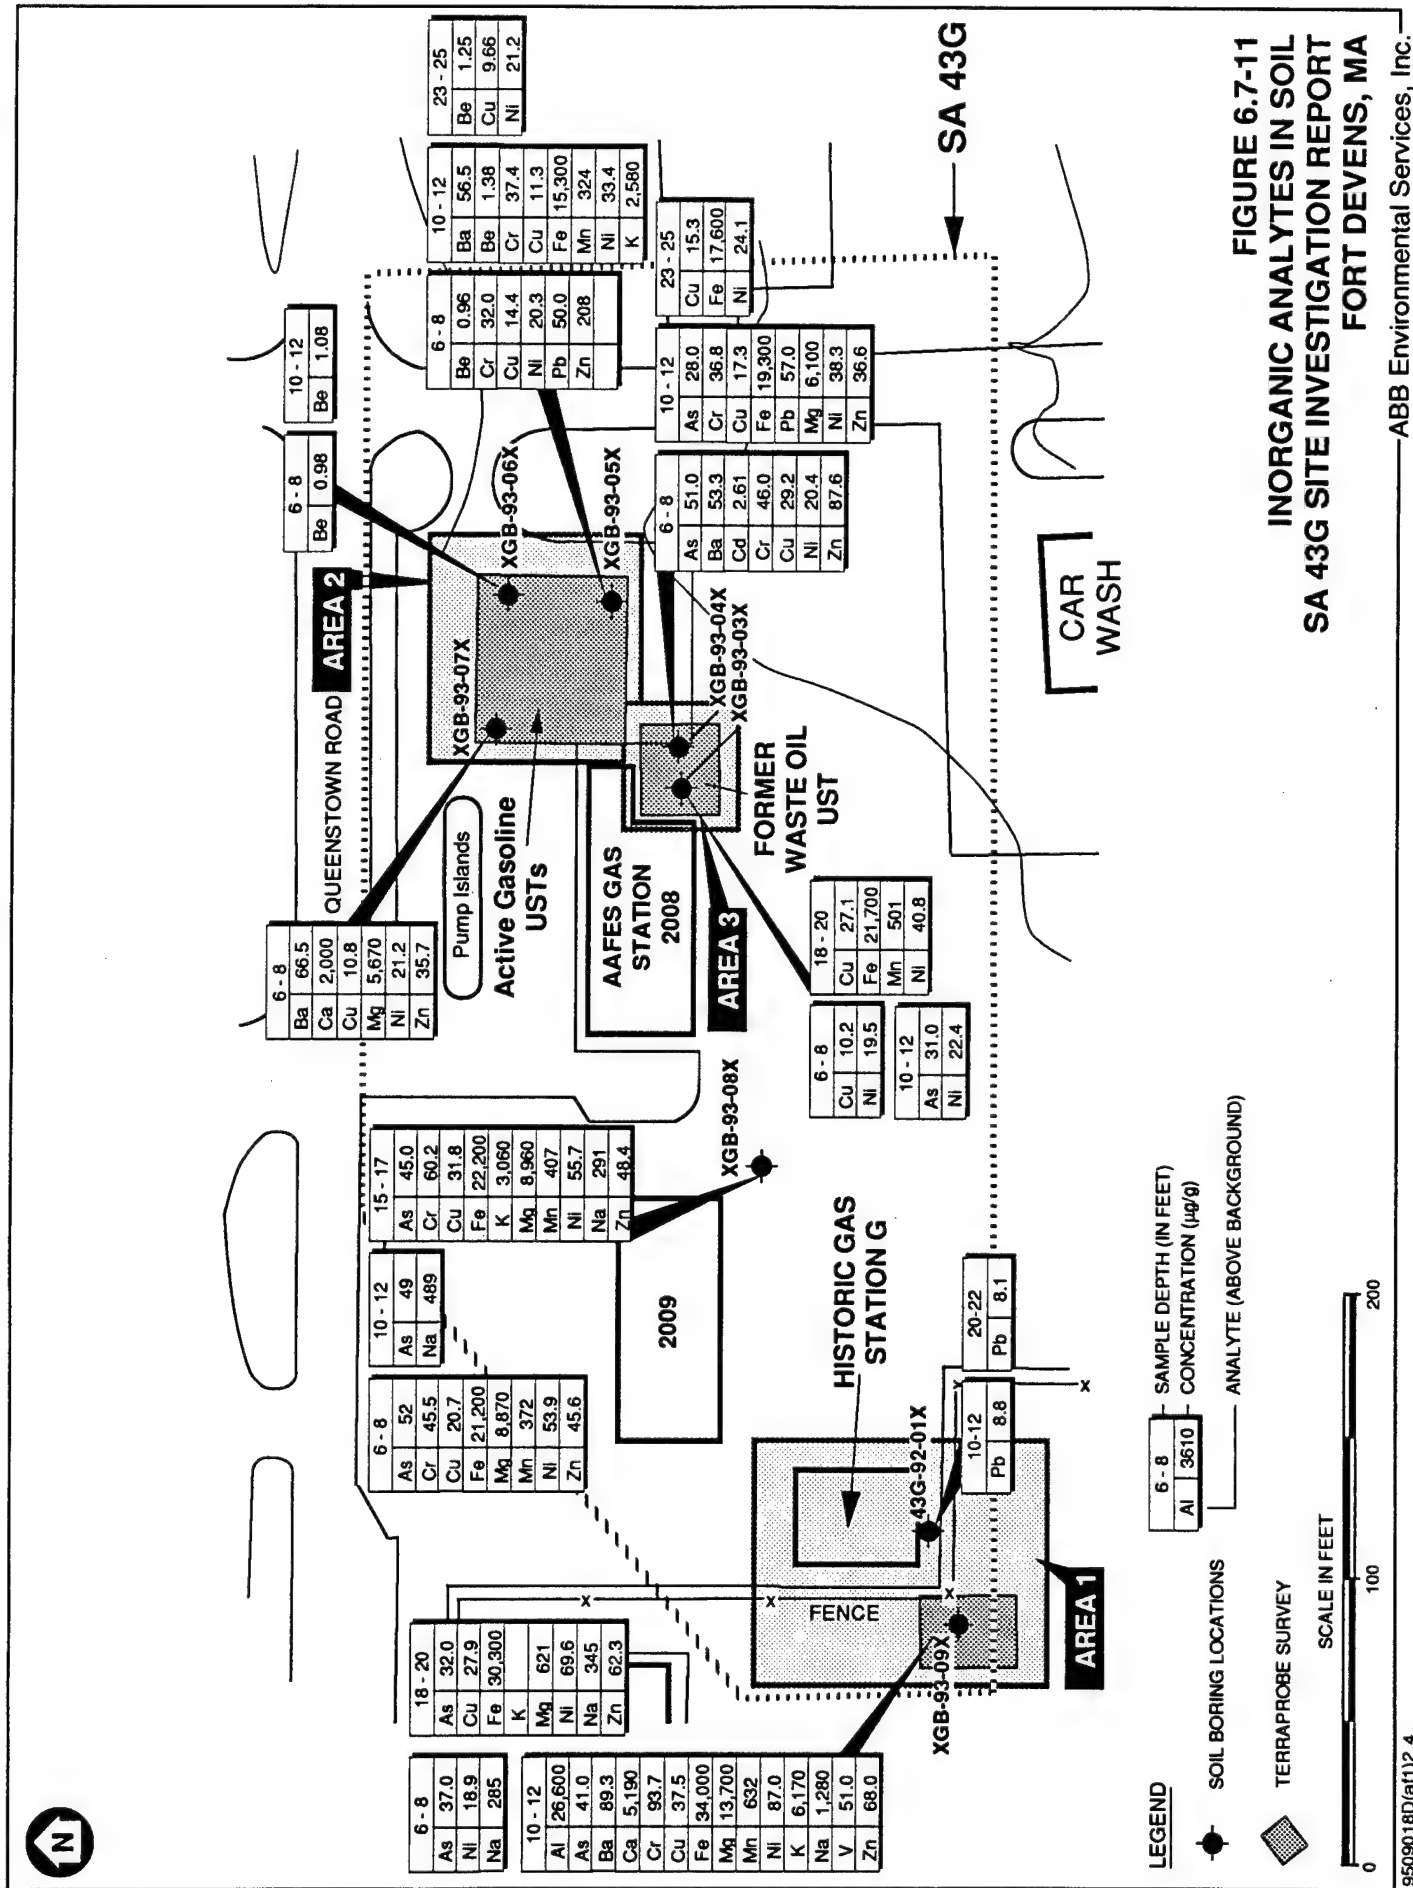 N
6 - 8
As 37.0
Ni 18.9
Na 285
10 - 12
Al 26,600
As 41.0
Ba 89.3
Ca 5,190
Cr 93.7
Cu 37.5
Fe 34,000
Mg 13,700
Mn 632
Ni 87.0
K 6,170
Na 1,280
V 51.0
Zn 68.0
18 - 20
As 32.0
Cu 27.9
Fe 30,300
K
Mg 621
Ni 69.6
Na 345
Zn 62.3
6 - 8
As 52
Cr 45.5
Cu 20.7
Fe 21,200
Mg 8,870
Mn 372
Ni 53.9
Zn 45.6
10 - 12
As 49
Na 489
15 - 17
As 45.0
Cr 60.2
Cu 31.8
Fe 22,200
K 3,060
Mg 8,960
Mn 407
Ni 55.7
Na 291
Zn 48.4
6 - 8
Ba 66.5
Ca 2,000
Cu 10.8
Mg 5,670
Ni 21.2
Zn 35.7
QUEENSTOWN ROAD
AREA 2
6 - 8
Be 0.98
10 - 12
Be 1.08
6 - 8
Be 0.96
Cr 32.0
Cu 14.4
Ni 20.3
Pb 50.0
Zn 208
10 - 12
Ba 56.5
Be 1.38
Cr 37.4
Cu 11.3
Fe 15,300
Mn 324
Ni 33.4
K 2,580
23 - 25
Be 1.25
Cu 9.66
Ni 21.2
Pump Islands
Active Gasoline
USTs
XGB-93-07X
XGB-93-06X
XGB-93-05X
AAFES GAS
STATION
2008
6 - 8
As 51.0
Ba 53.3
Cd 2.61
Cr 46.0
Cu 29.2
Ni 20.4
Zn 87.6
10 - 12
As 28.0
Cr 36.8
Cu 17.3
Fe 19,300
Pb 57.0
Mg 6,100
Ni 38.3
Zn 36.6
23 - 25
Cu 15.3
Fe 17,600
Ni 24.1
2009
XGB-93-08X
AREA 3
XGB-93-04X
XGB-93-03X
FORMER
WASTE OIL
UST
6 - 8
Cu 10.2
Ni 19.5
10 - 12
As 31.0
Ni 22.4
18 - 20
Cu 27.1
Fe 21,700
Mn 501
Ni 40.8
SA 43G
HISTORIC GAS
STATION G
43G-92-01X
FENCE
x
x
x
x
x
XGB-93-09X
10-12
Pb 8.8
20-22
Pb 8.1
AREA 1
CAR
WASH
LEGEND
SOIL BORING LOCATIONS
TERRAPROBE SURVEY
6 - 8
Al 3610
SAMPLE DEPTH (IN FEET)
CONCENTRATION (µg/g)
ANALYTE (ABOVE BACKGROUND)
SCALE IN FEET
0 100 200
FIGURE 6.7-11
INORGANIC ANALYTES IN SOIL
SA 43G SITE INVESTIGATION REPORT
FORT DEVENS, MA
ABB Environmental Services, Inc.
9509018D(af1)2 4